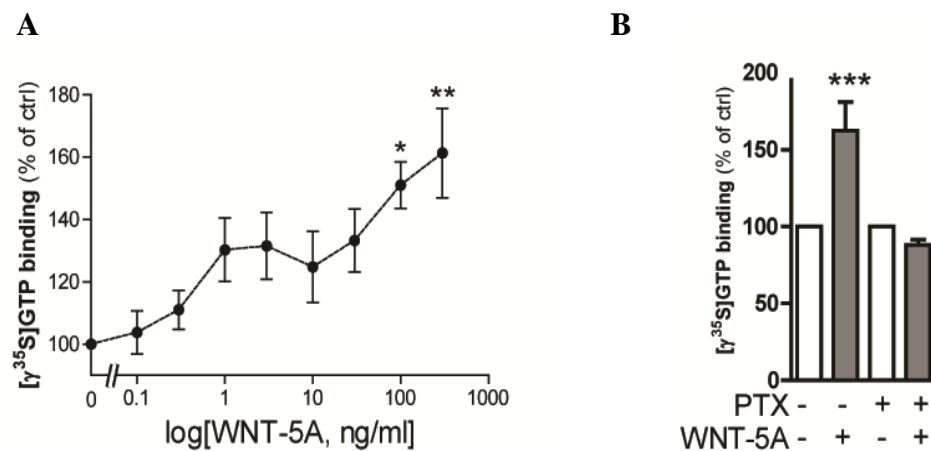 A
[γ³⁵S]GTP binding (% of ctrl)
180
160
140
120
100
*
**
0
0.1
1
10
100
1000
log[WNT-5A, ng/ml]
B
[γ³⁵S]GTP binding (% of ctrl)
200
150
100
50
0
***
PTX - - + +
WNT-5A - + - +